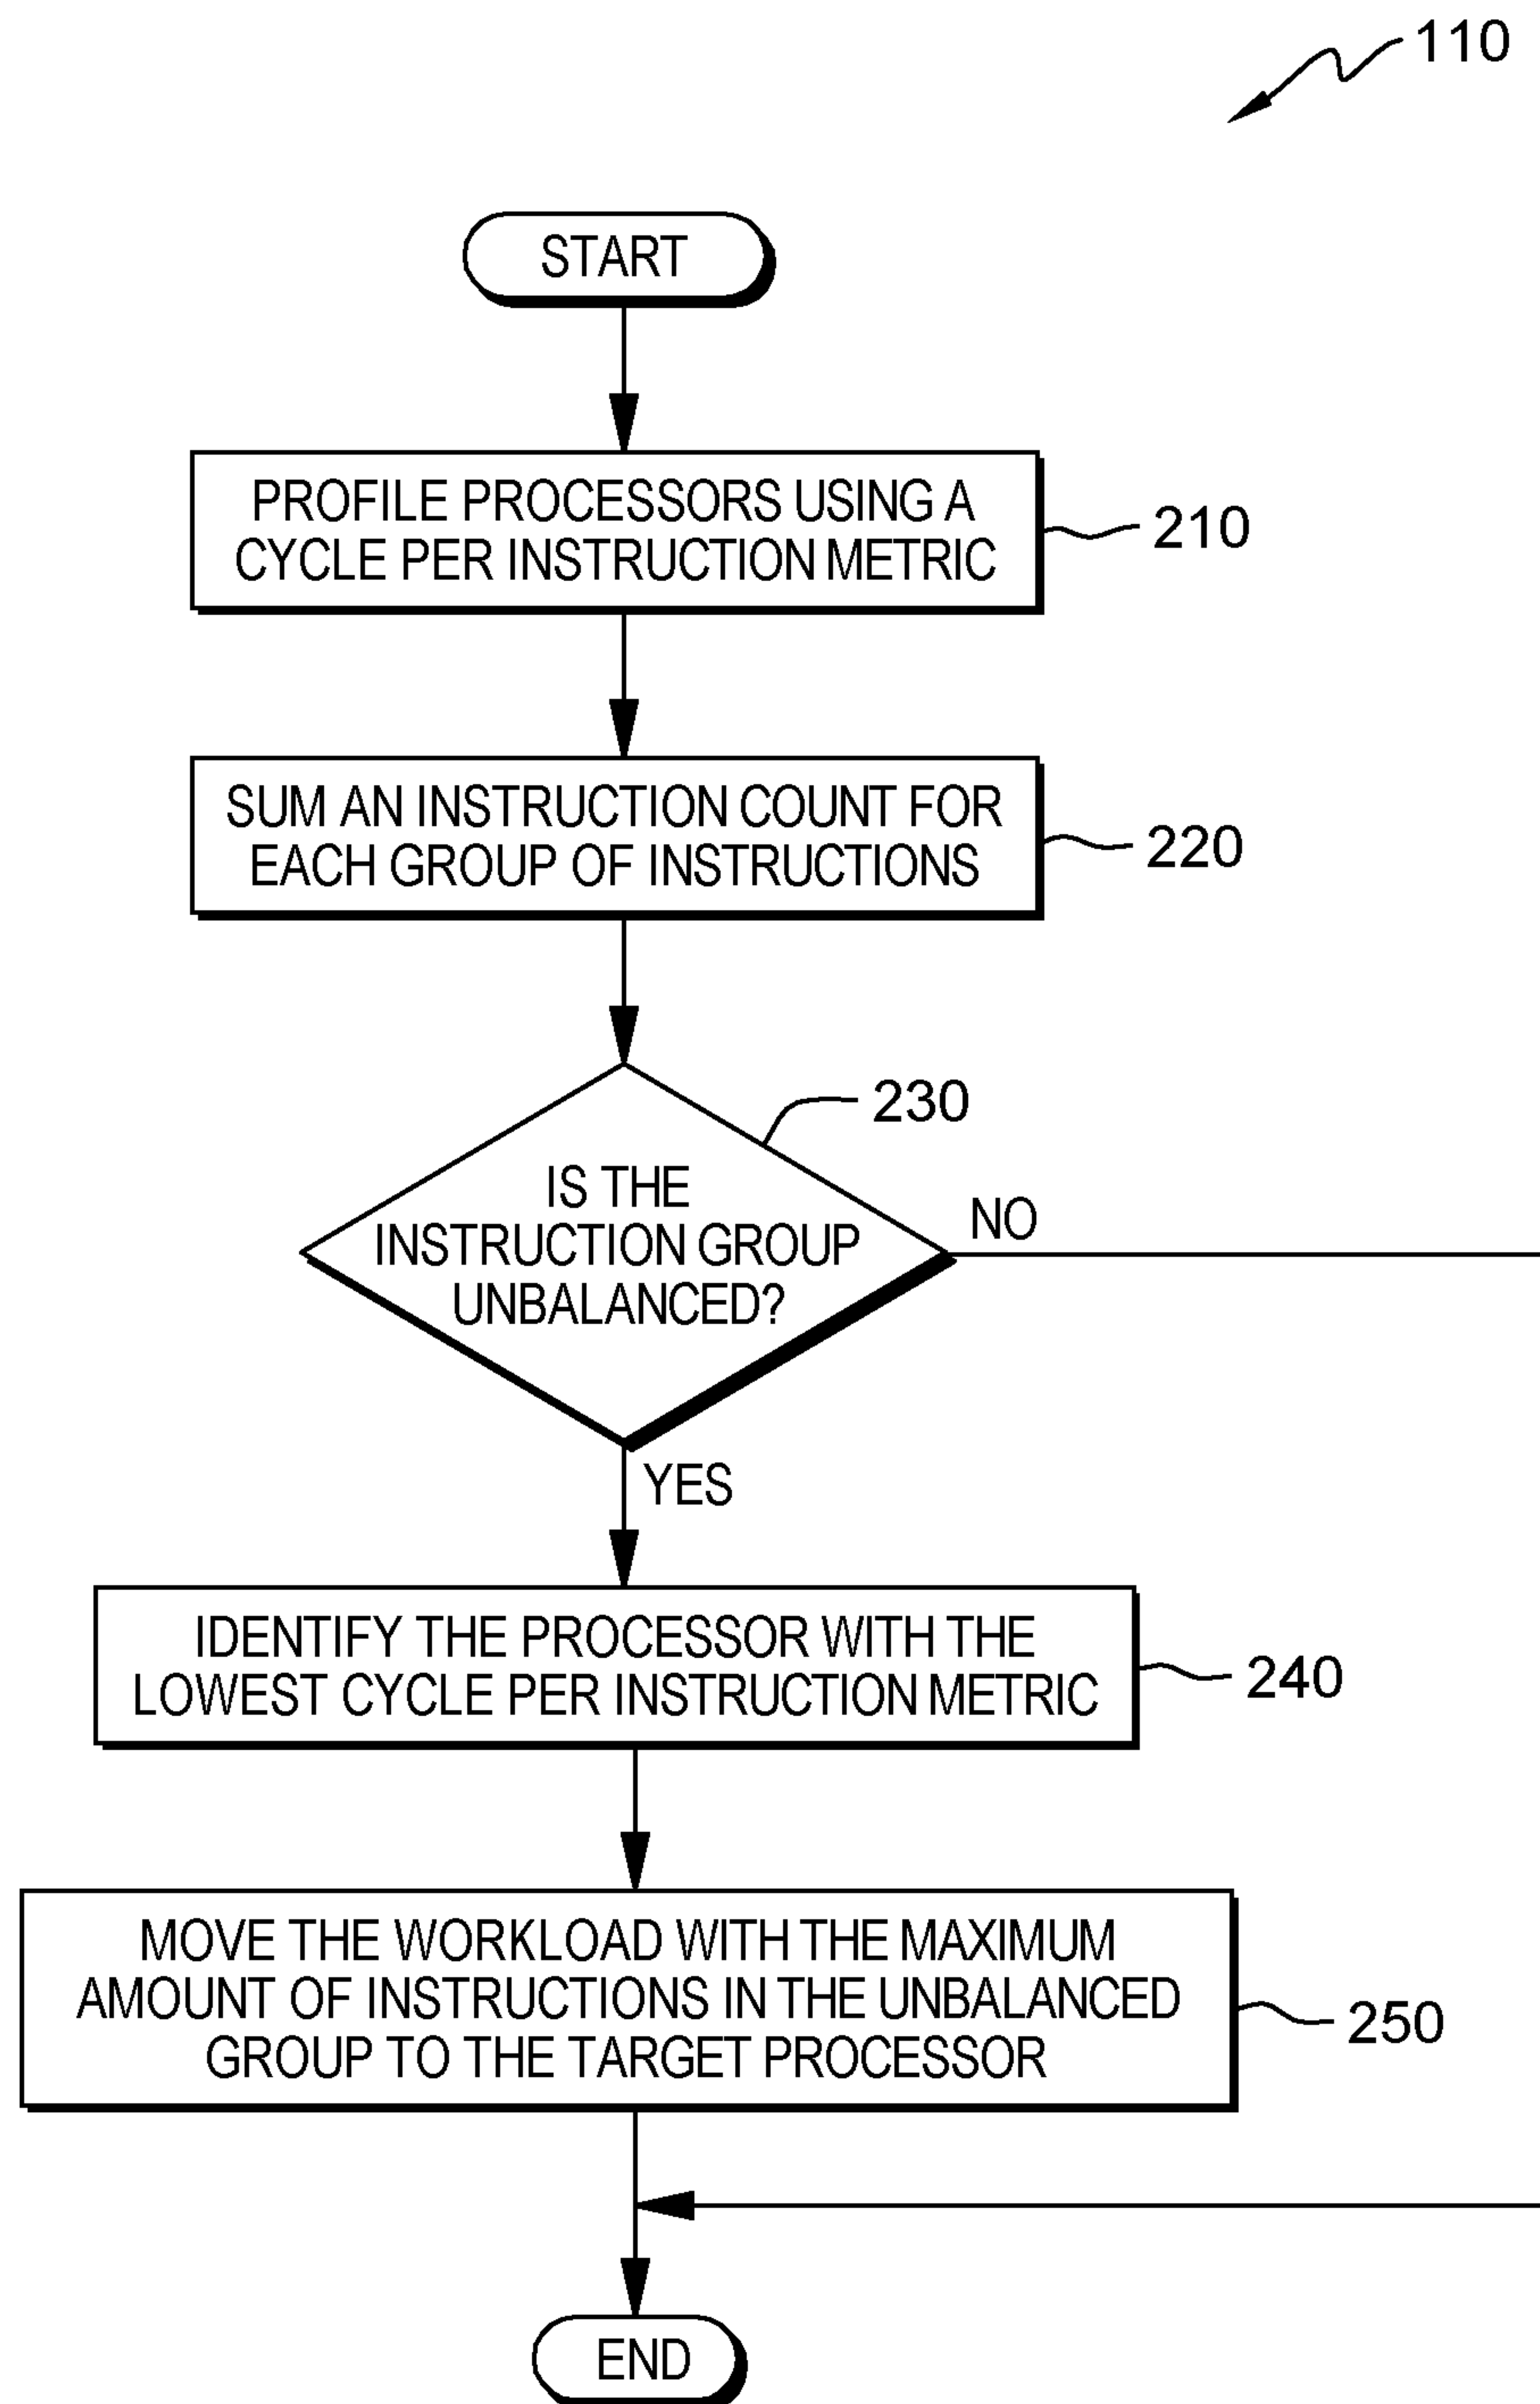 110
START
PROFILE PROCESSORS USING A
CYCLE PER INSTRUCTION METRIC
210
SUM AN INSTRUCTION COUNT FOR
EACH GROUP OF INSTRUCTIONS
220
230
IS THE
INSTRUCTION GROUP
UNBALANCED?
NO
YES
IDENTIFY THE PROCESSOR WITH THE
LOWEST CYCLE PER INSTRUCTION METRIC
240
MOVE THE WORKLOAD WITH THE MAXIMUM
AMOUNT OF INSTRUCTIONS IN THE UNBALANCED
GROUP TO THE TARGET PROCESSOR
250
END